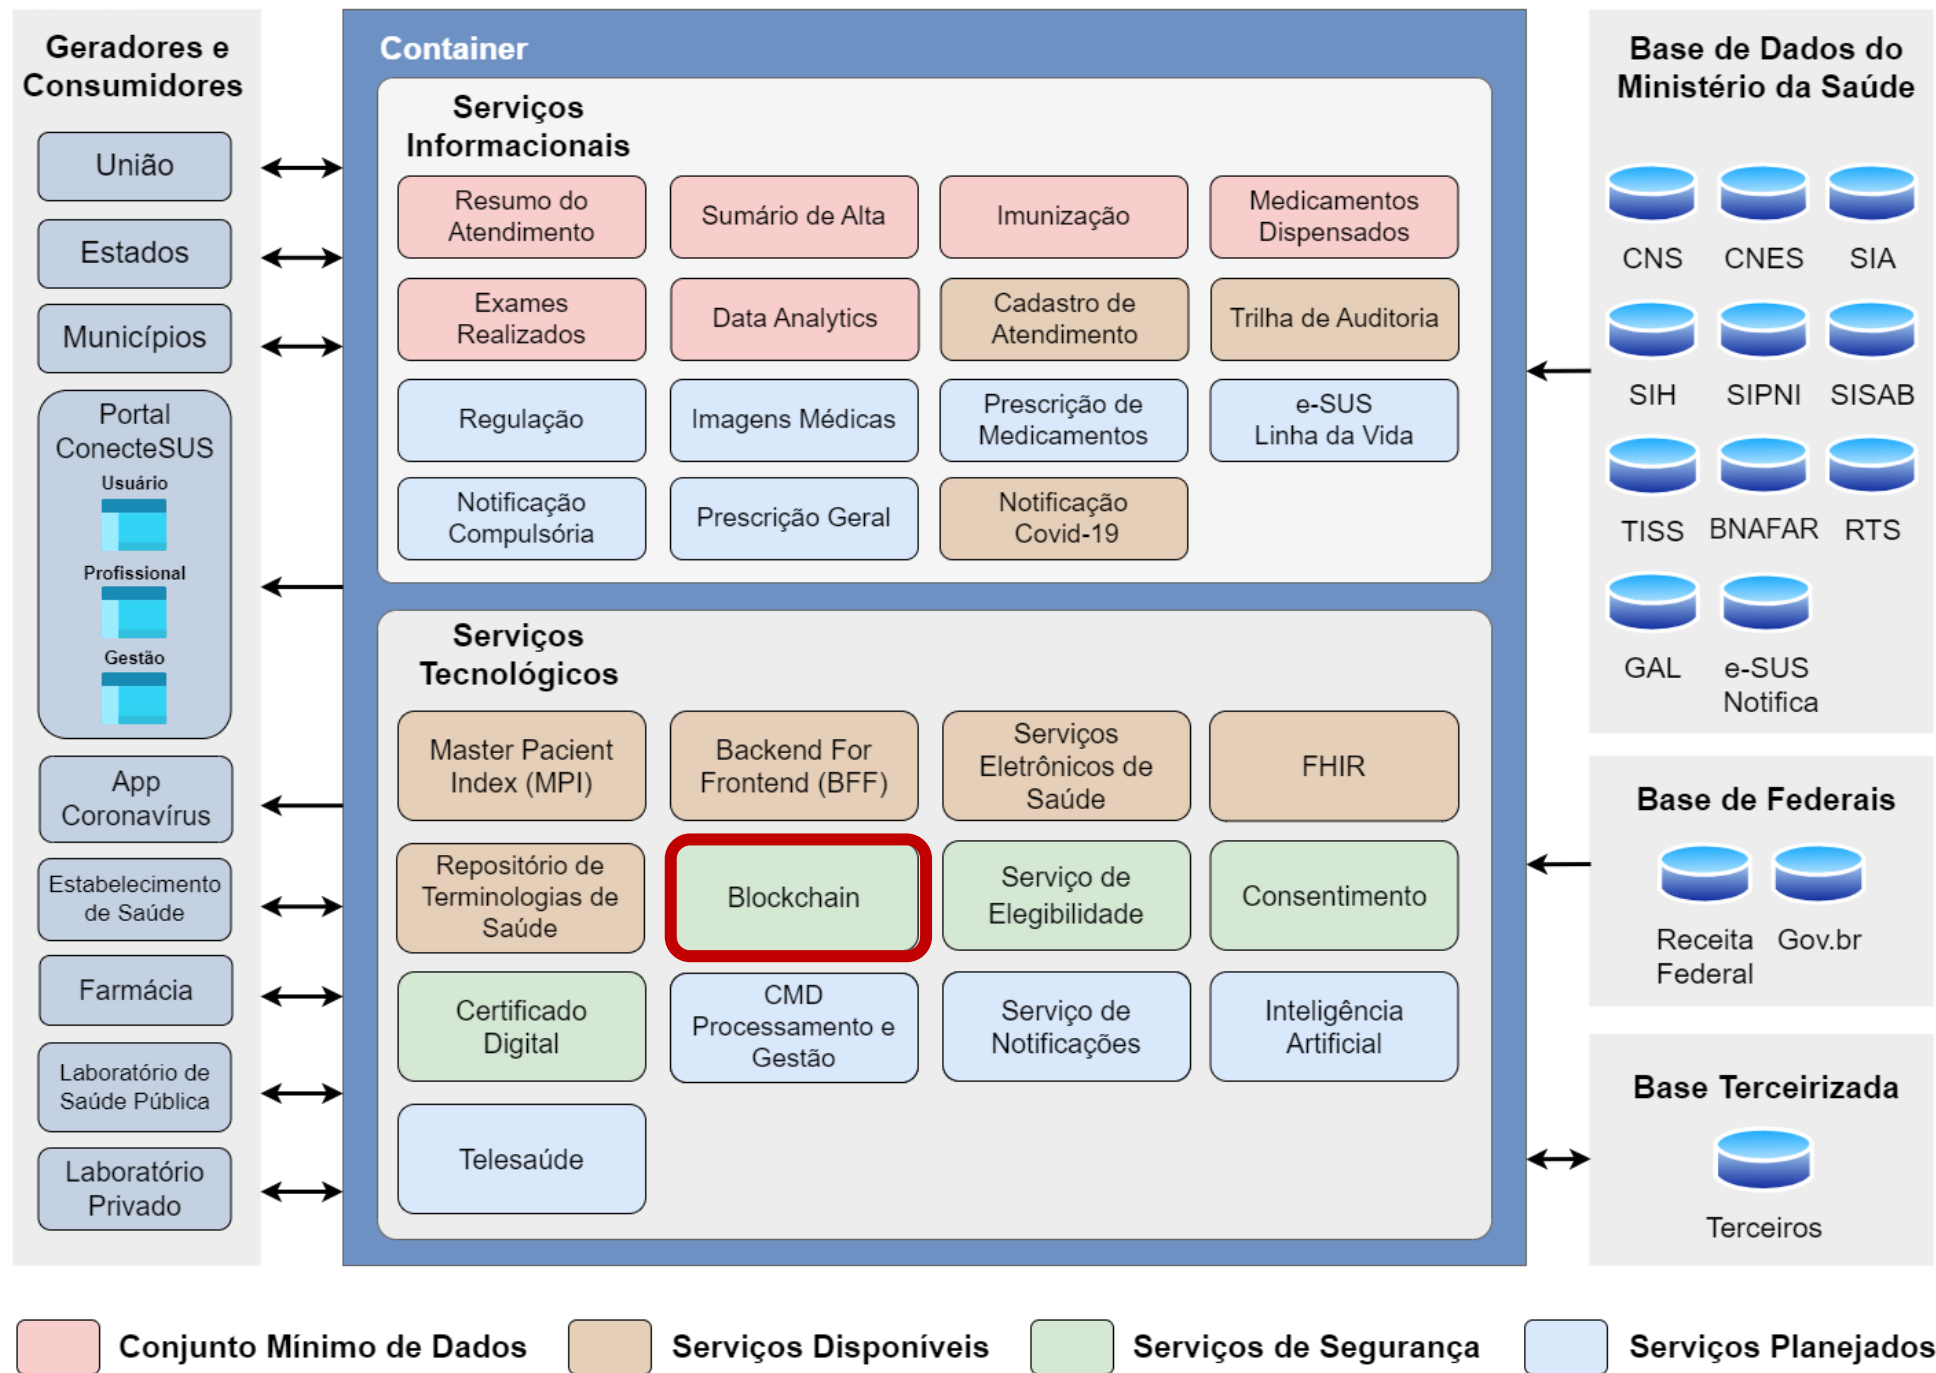 Geradores e
Consumidores
União
Estados
Municípios
Portal
ConecteSUS
Usuário
Profissional
Gestão
App
Coronavírus
Estabelecimento
de Saúde
Farmácia
Laboratório de
Saúde Pública
Laboratório
Privado
Container
Serviços
Informacionais
Resumo do
Atendimento
Sumário de Alta
Imunização
Medicamentos
Dispensados
Exames
Realizados
Data Analytics
Cadastro de
Atendimento
Trilha de Auditoria
Regulação
Imagens Médicas
Prescrição de
Medicamentos
e-SUS
Linha da Vida
Notificação
Compulsória
Prescrição Geral
Notificação
Covid-19
Serviços
Tecnológicos
Master Pacient
Index (MPI)
Backend For
Frontend (BFF)
Serviços
Eletrônicos de
Saúde
FHIR
Repositório de
Terminologias de
Saúde
Blockchain
Serviço de
Elegibilidade
Consentimento
Certificado
Digital
CMD
Processamento e
Gestão
Serviço de
Notificações
Inteligência
Artificial
Telesaúde
Base de Dados do
Ministério da Saúde
CNS CNES SIA
SIH SIPNI SISAB
TISS BNAFAR RTS
GAL
e-SUS
Notifica
Base de Federais
Receita
Federal
Gov.br
Base Terceirizada
Terceiros
Conjunto Mínimo de Dados
Serviços Disponíveis
Serviços de Segurança
Serviços Planejados